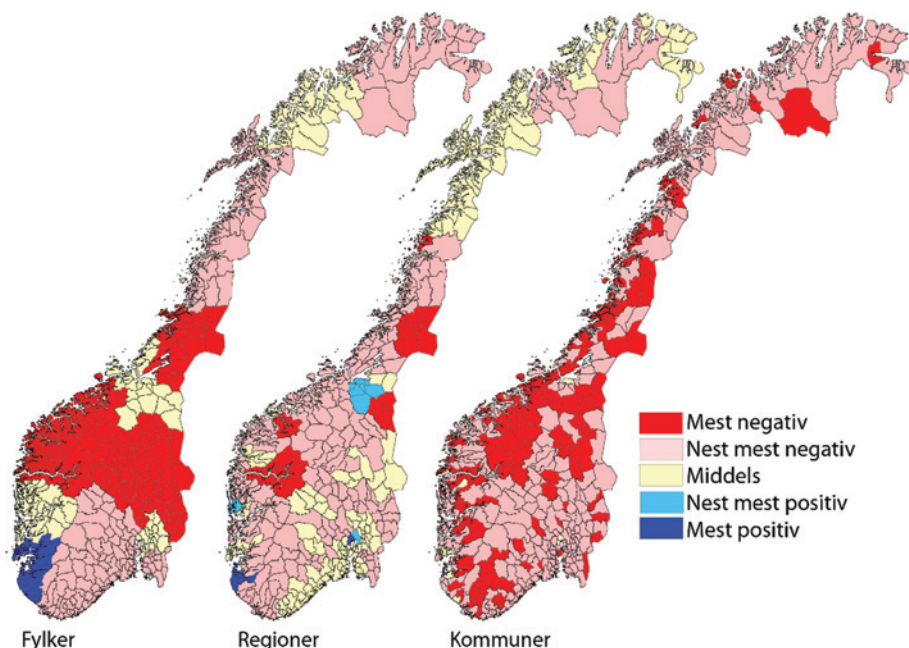 Mest negativ
Nest mest negativ
Middels
Nest mest positiv
Mest positiv
Fylker
Regioner
Kommuner